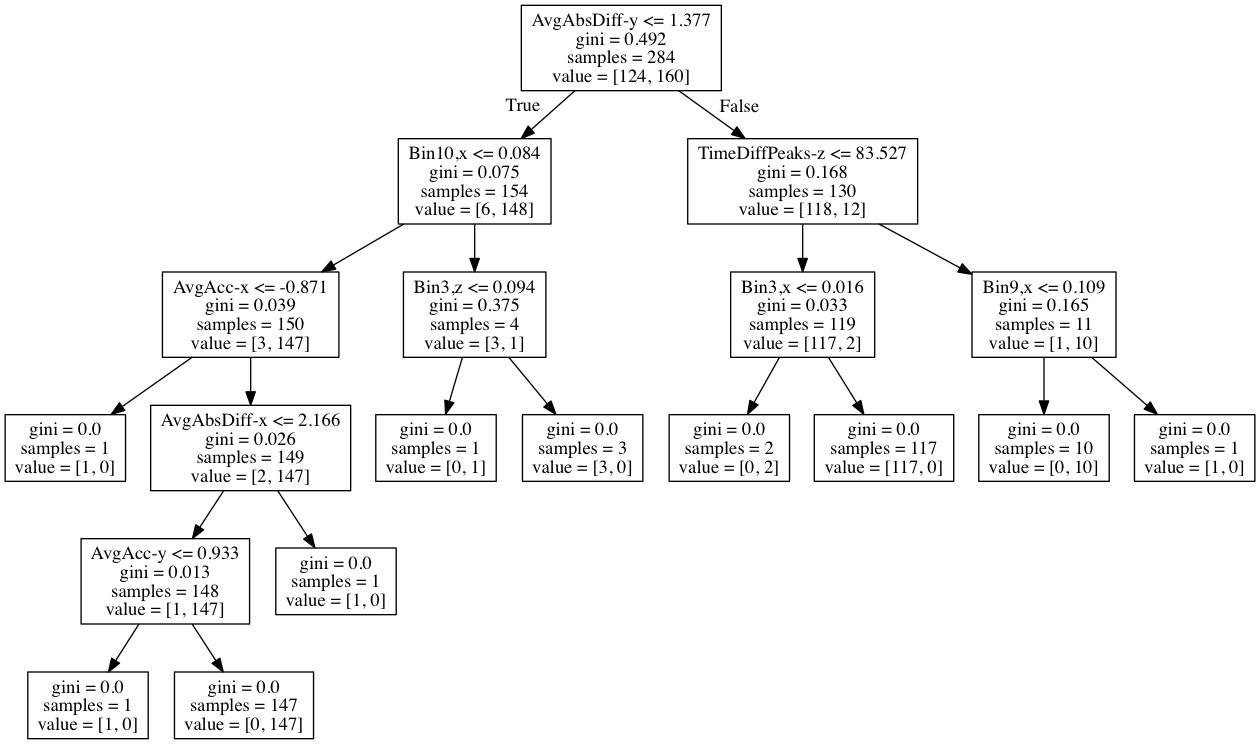 AvgAbsDiff-y <= 1.377
gini = 0.492
samples = 284
value = [124, 160]
True
False
Bin10,x <= 0.084
gini = 0.075
samples = 154
value = [6, 148]
TimeDiffPeaks-z <= 83.527
gini = 0.168
samples = 130
value = [118, 12]
AvgAcc-x <= -0.871
gini = 0.039
samples = 150
value = [3, 147]
Bin3,z <= 0.094
gini = 0.375
samples = 4
value = [3, 1]
Bin3,x <= 0.016
gini = 0.033
samples = 119
value = [117, 2]
Bin9,x <= 0.109
gini = 0.165
samples = 11
value = [1, 10]
gini = 0.0
samples = 1
value = [1, 0]
AvgAbsDiff-x <= 2.166
gini = 0.026
samples = 149
value = [2, 147]
gini = 0.0
samples = 1
value = [0, 1]
gini = 0.0
samples = 3
value = [3, 0]
gini = 0.0
samples = 2
value = [0, 2]
gini = 0.0
samples = 117
value = [117, 0]
gini = 0.0
samples = 10
value = [0, 10]
gini = 0.0
samples = 1
value = [1, 0]
AvgAcc-y <= 0.933
gini = 0.013
samples = 148
value = [1, 147]
gini = 0.0
samples = 1
value = [1, 0]
gini = 0.0
samples = 1
value = [1, 0]
gini = 0.0
samples = 147
value = [0, 147]